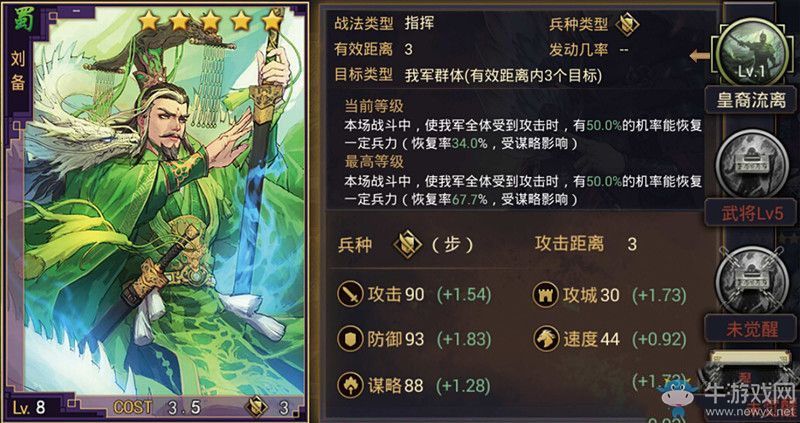 蜀
刘备
Lv. 8
COST 3.5
3
战法类型 指挥
兵种类型
有效距离 3
发动几率 --
目标类型 我军群体(有效距离内3个目标)
当前等级
本场战斗中，使我军全体受到攻击时，有50.0%的机率能恢复
一定兵力（恢复率34.0%，受谋略影响）
最高等级
本场战斗中，使我军全体受到攻击时，有50.0%的机率能恢复
一定兵力（恢复率67.7%，受谋略影响）
兵种 （步）
攻击距离 3
攻击 90 (+1.54)
攻城 30 (+1.73)
防御 93 (+1.83)
速度 44 (+0.92)
谋略 88 (+1.28)
Lv.1
皇裔流离
武将Lv5
未觉醒
牛游戏网
www.newyx.net